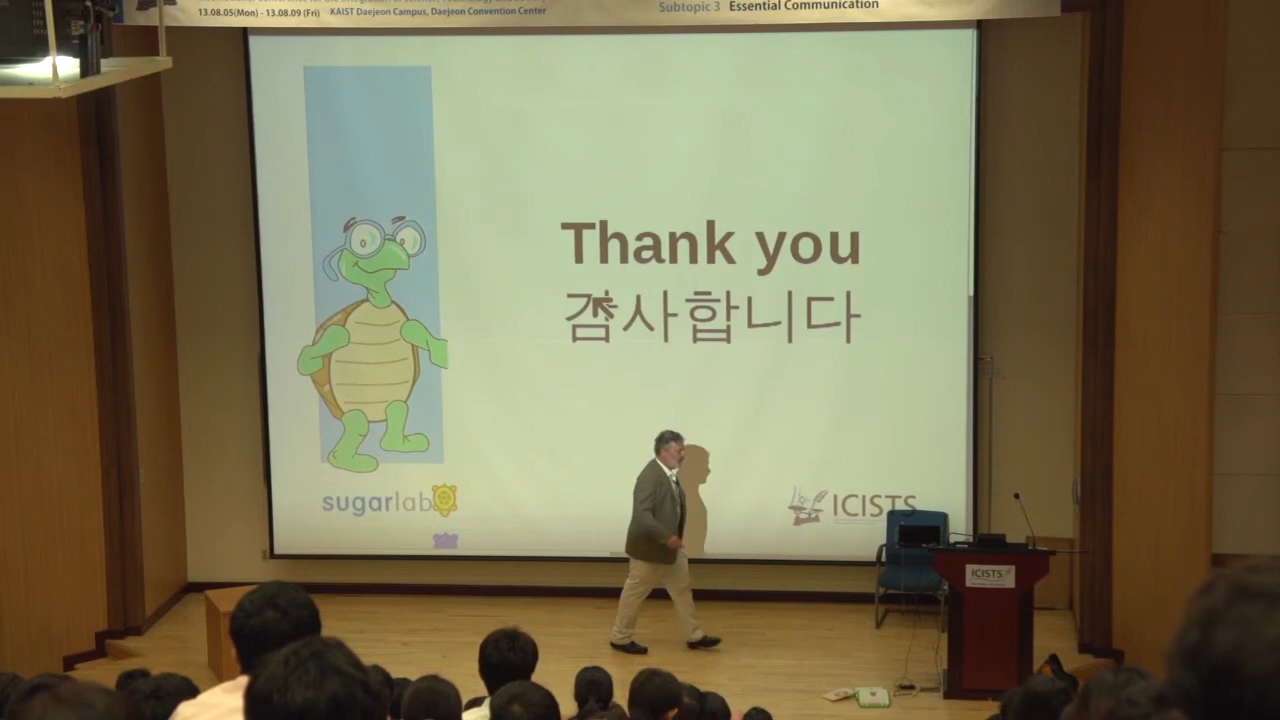 13.08.05(Mon) - 13.08.09 (Fri) KAIST Daejeon Campus, Daejeon Convention Center
Subtopic 3 Essential Communication
Thank you
감사합니다
sugarlab
ICISTS
ICISTS